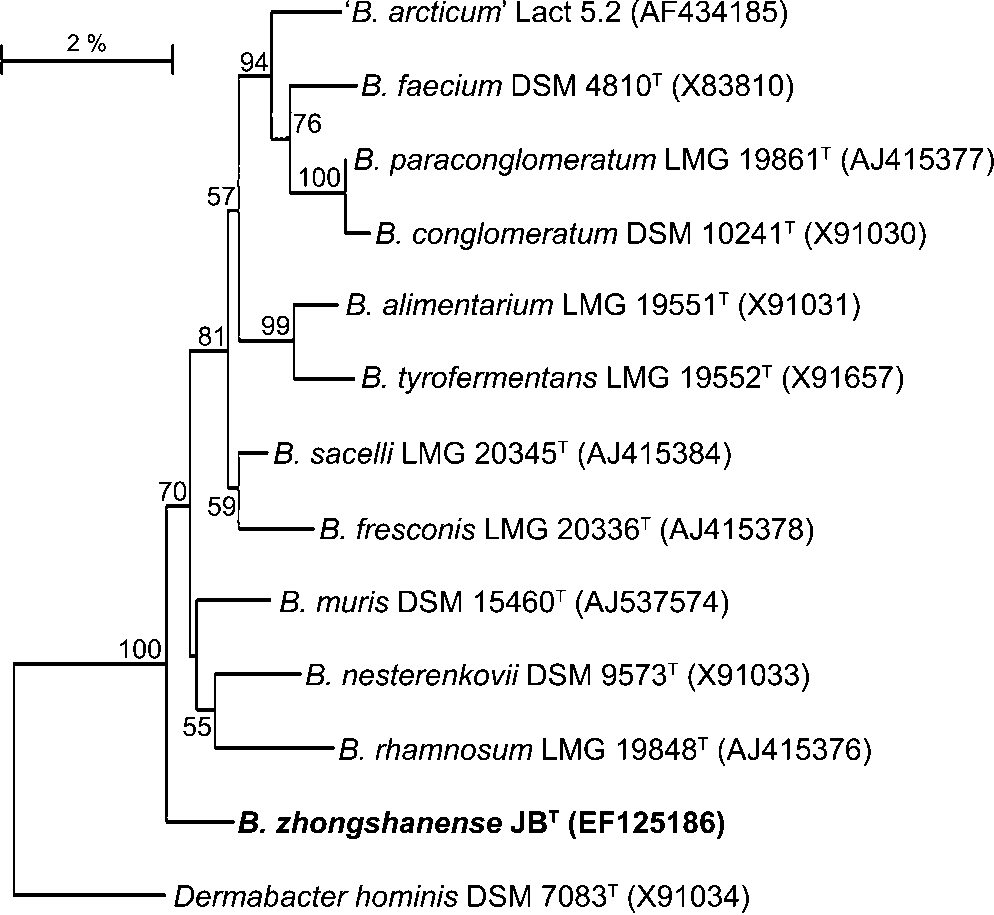 'B. arcticum' Lact 5.2 (AF434185)
2 %
94
B. faecium DSM 4810ᵀ (X83810)
76
B. paraconglomeratum LMG 19861ᵀ (AJ415377)
100
57
B. conglomeratum DSM 10241ᵀ (X91030)
B. alimentarium LMG 19551ᵀ (X91031)
99
81
B. tyrofermentans LMG 19552ᵀ (X91657)
B. sacelli LMG 20345ᵀ (AJ415384)
70
59
B. fresconis LMG 20336ᵀ (AJ415378)
B. muris DSM 15460ᵀ (AJ537574)
100
B. nesterenkovii DSM 9573ᵀ (X91033)
55
B. rhamnosum LMG 19848ᵀ (AJ415376)
B. zhongshanense JBᵀ (EF125186)
Dermabacter hominis DSM 7083ᵀ (X91034)